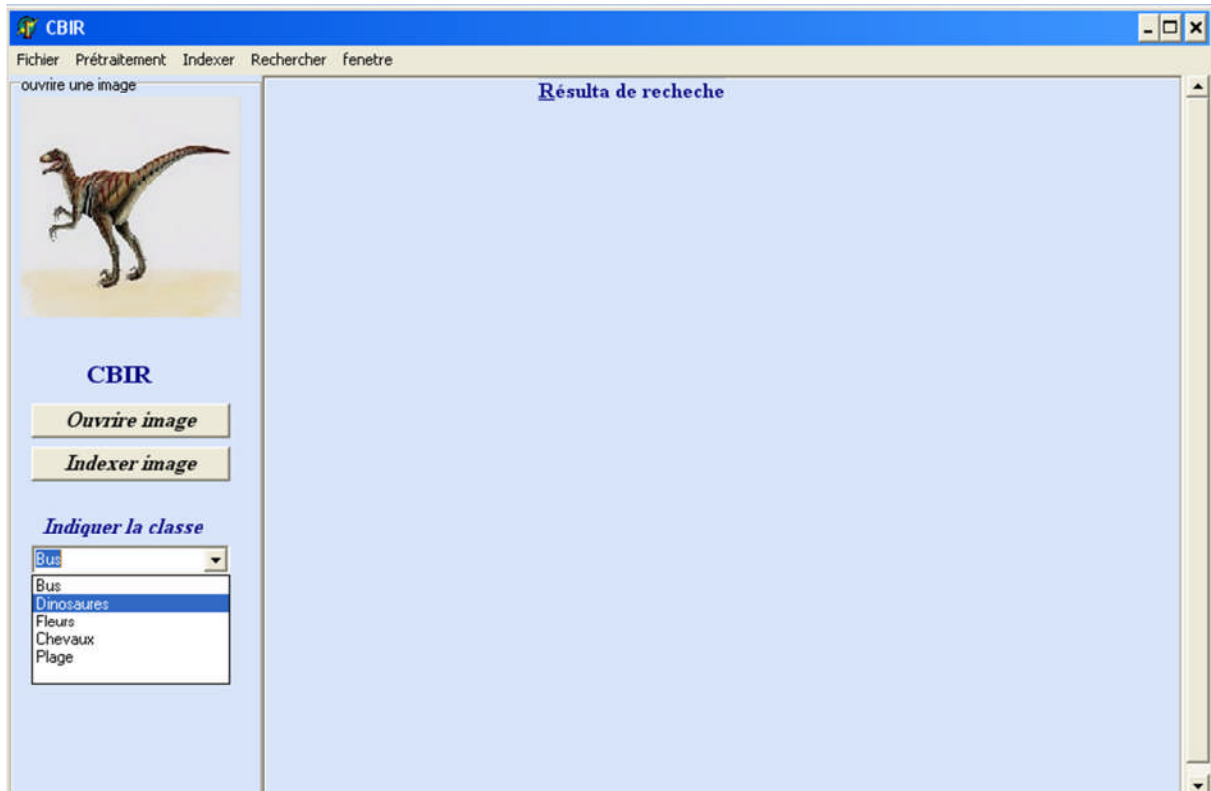 CBIR
Fichier Prétraitement Indexer Rechercher fenetre
ouvrire une image
Résulta de recheche
CBIR
Ouvrire image
Indexer image
Indiquer la classe
Bus
Bus
Dinosaures
Fleurs
Chevaux
Plage